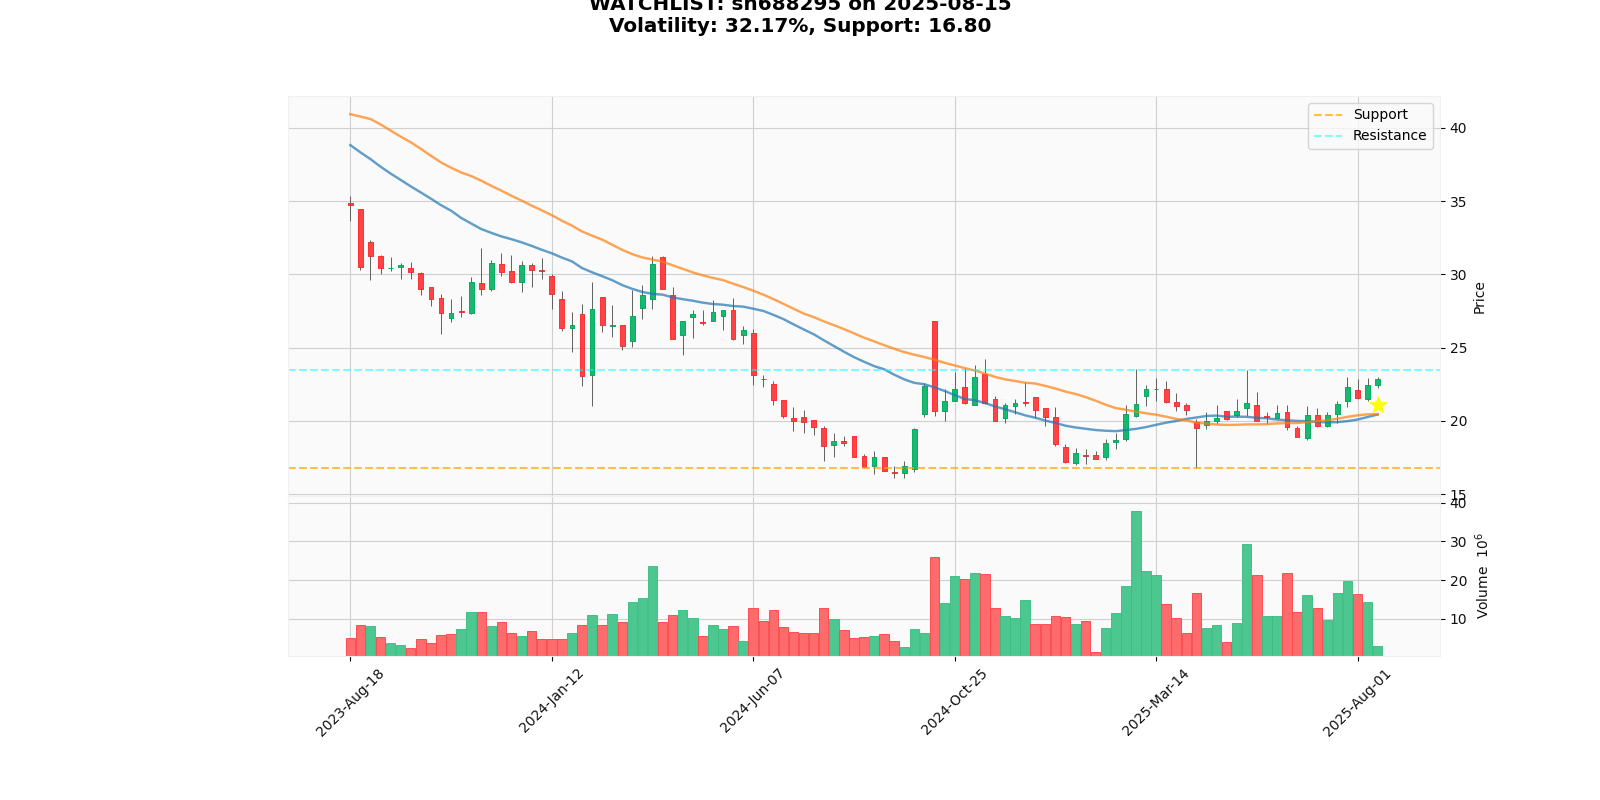 WATCHLIST: sh688295 on 2025-08-15
Volatility: 32.17%, Support: 16.80
Support
Resistance
40
35
30
25
20
15
Price
40
30
20
10
Volume 10^6
2023-Aug-18
2024-Jan-12
2024-Jun-07
2024-Oct-25
2025-Mar-14
2025-Aug-01